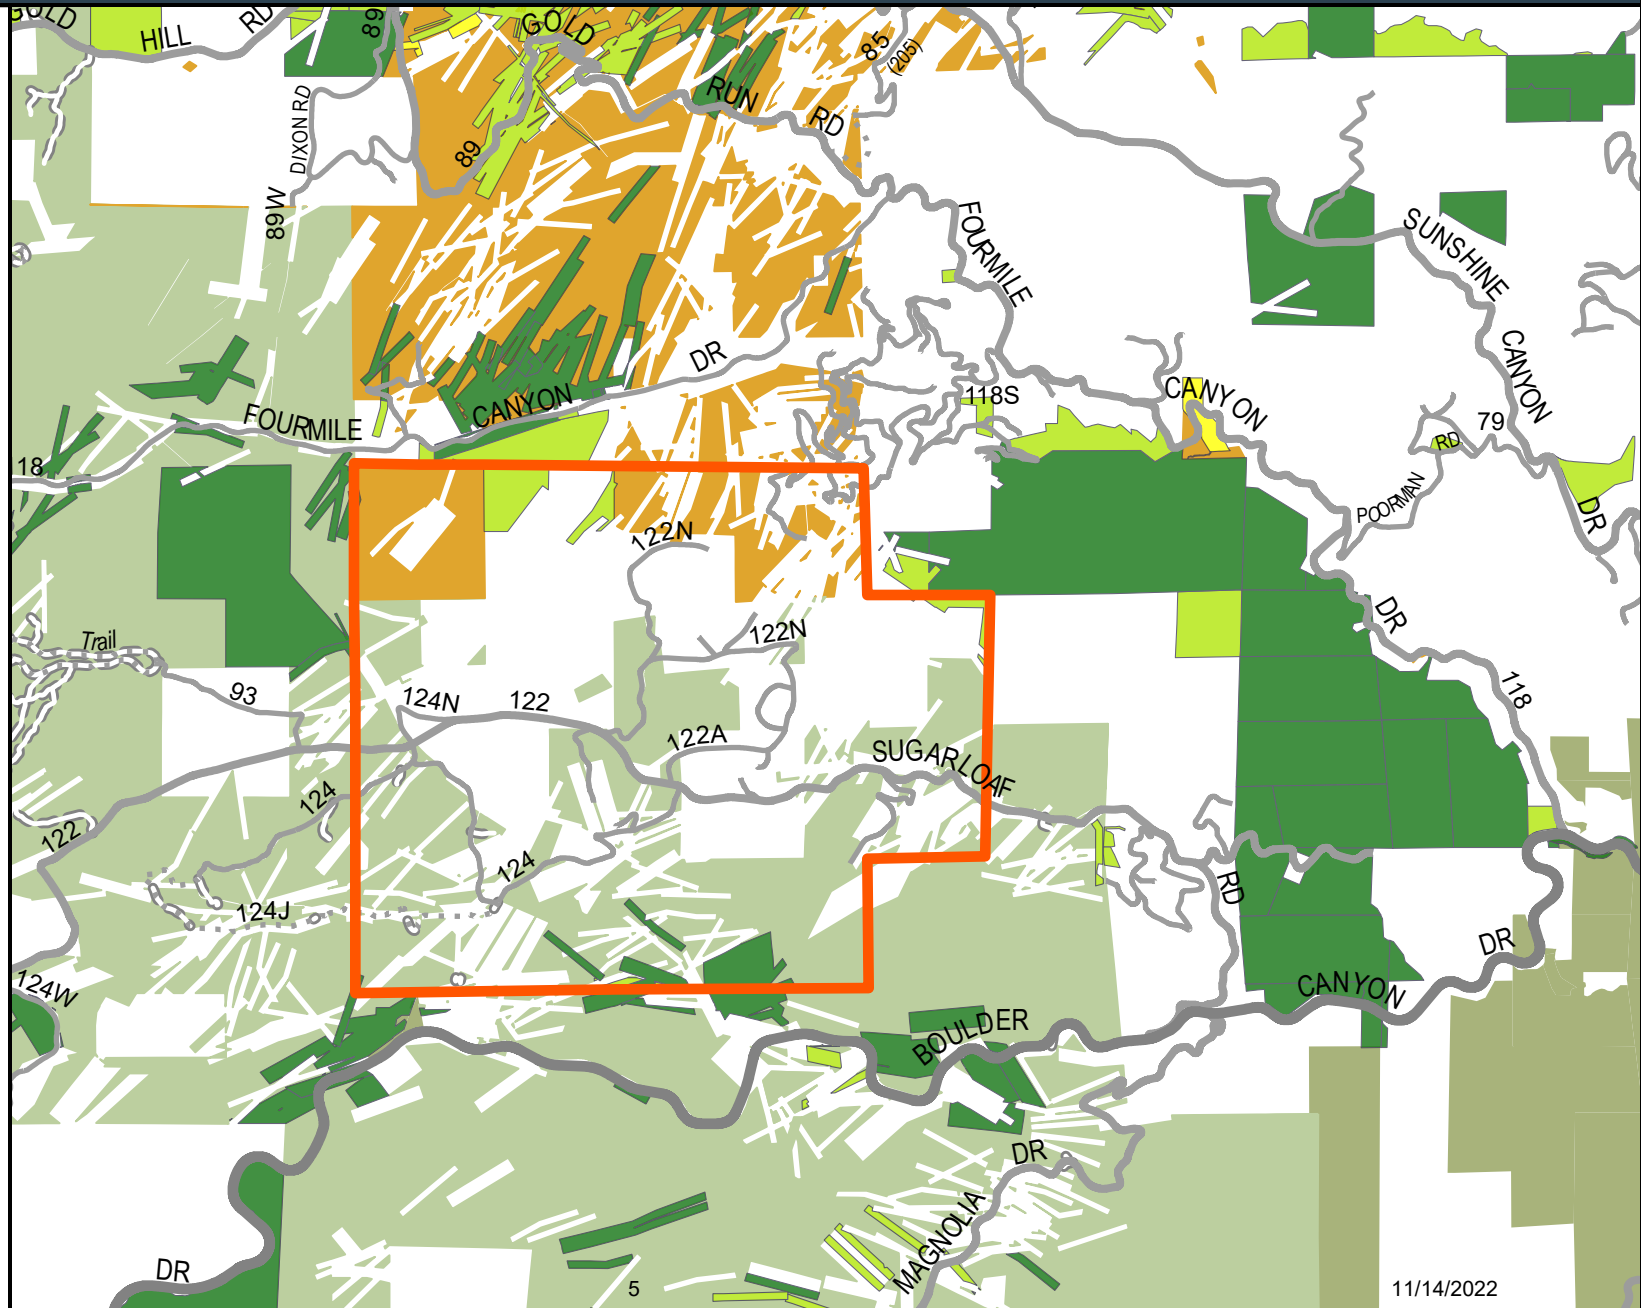 GOLD
HILL
RD
89
GOLD
85
(205)
RUN
RD
DIXON RD
89
89W
FOURMILE
SUNSHINE
CANYON
DR
FOURMILE
CANYON
DR
118S
CANYON
79
RD
POORMAN
18
122N
DR
Trail
122N
93
124N
122
118
122A
SUGARLOAF
124
122
124
RD
124J
DR
124W
CANYON
BOULDER
DR
MAGNOLIA
DR
5
11/14/2022